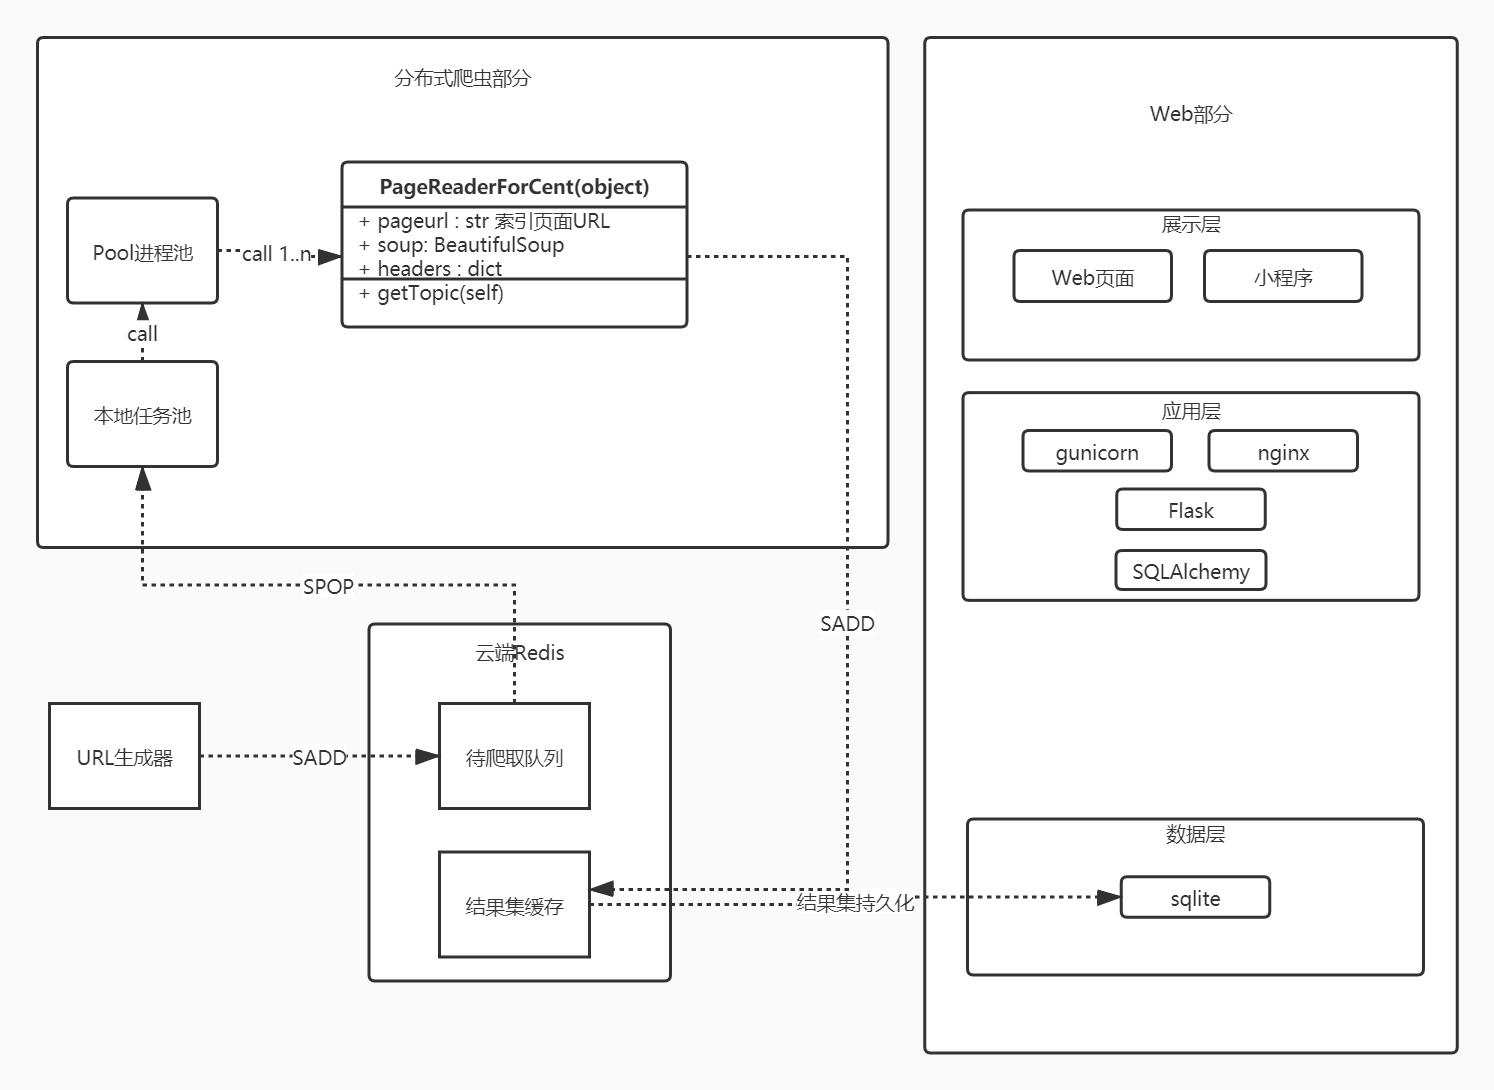 分布式爬虫部分
PageReaderForCent(object)
+ pageurl : str 索引页面URL
+ soup: BeautifulSoup
+ headers : dict
+ getTopic(self)
Pool进程池
call 1..n
call
本地任务池
SPOP
SADD
云端Redis
URL生成器
SADD
待爬取队列
结果集缓存
结果集持久化
Web部分
展示层
Web页面
小程序
应用层
gunicorn
nginx
Flask
SQLAlchemy
数据层
sqlite